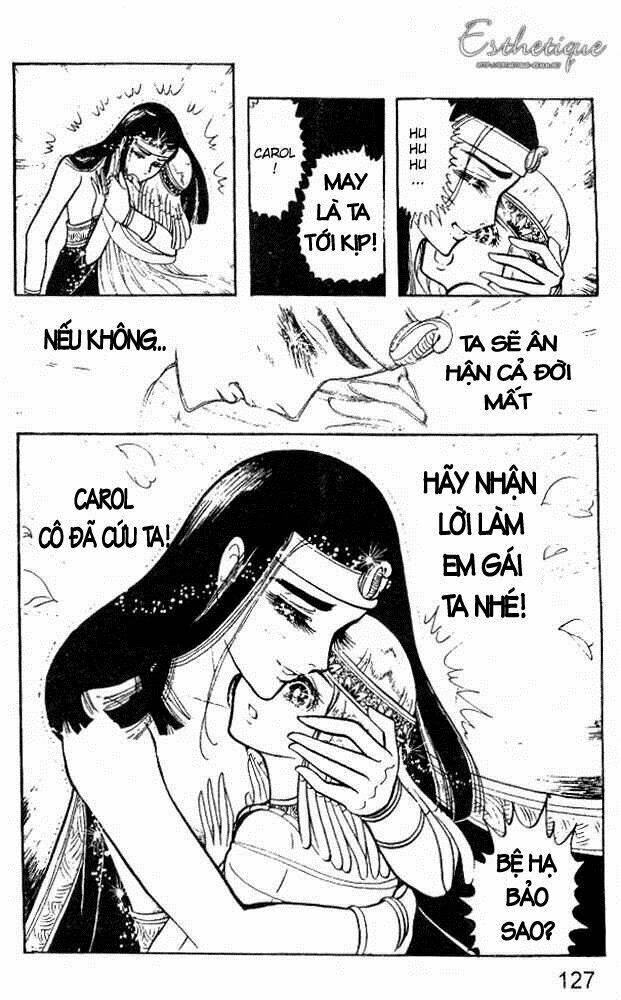 Esthetique
HU
HU
HU
...
CAROL
!
MAY
LÀ TA
TỚI KỊP!
NẾU KHÔNG..
TA SẼ ÂN
HẬN CẢ ĐỜI
MẤT
HÃY NHẬN
LỜI LÀM
EM GÁI
TA NHÉ!
CAROL
CÔ ĐÃ CỨU TA!
BỆ HẠ
BẢO
SAO?
127